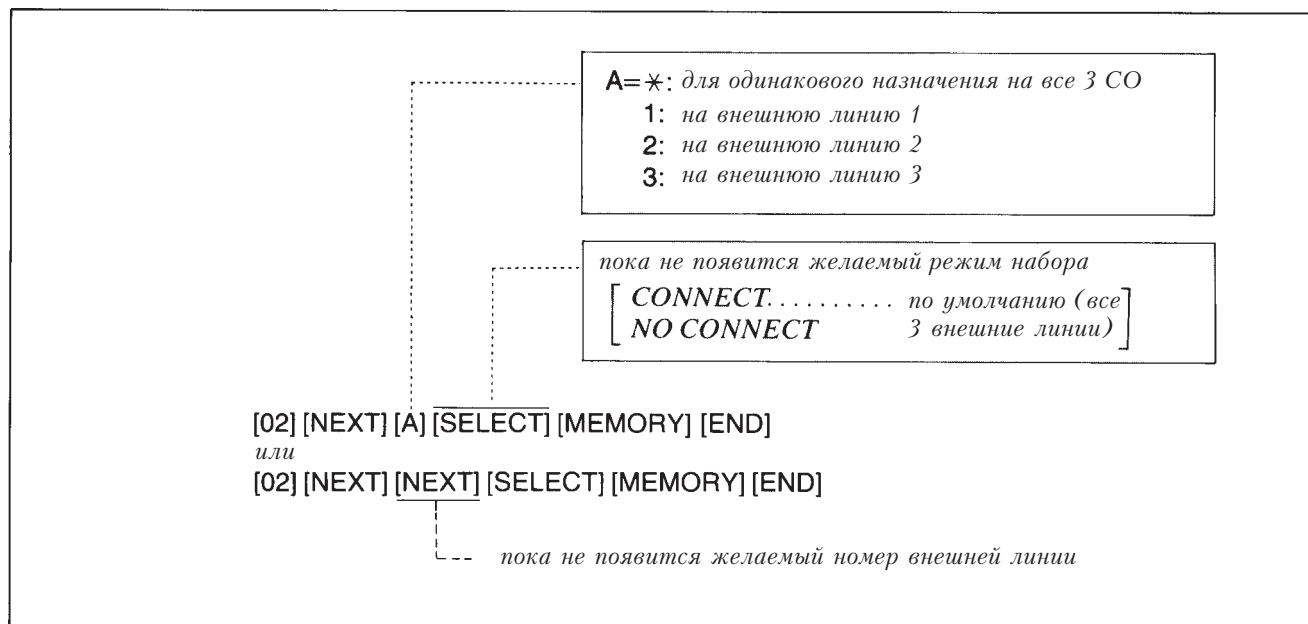 A=✳: для одинакового назначения на все 3 СО
1: на внешнюю линию 1
2: на внешнюю линию 2
3: на внешнюю линию 3
пока не появится желаемый режим набора
[ CONNECT.......... по умолчанию (все ]
[ NO CONNECT 3 внешние линии) ]
[02] [NEXT] [A] [SELECT] [MEMORY] [END]
или
[02] [NEXT] [NEXT] [SELECT] [MEMORY] [END]
пока не появится желаемый номер внешней линии